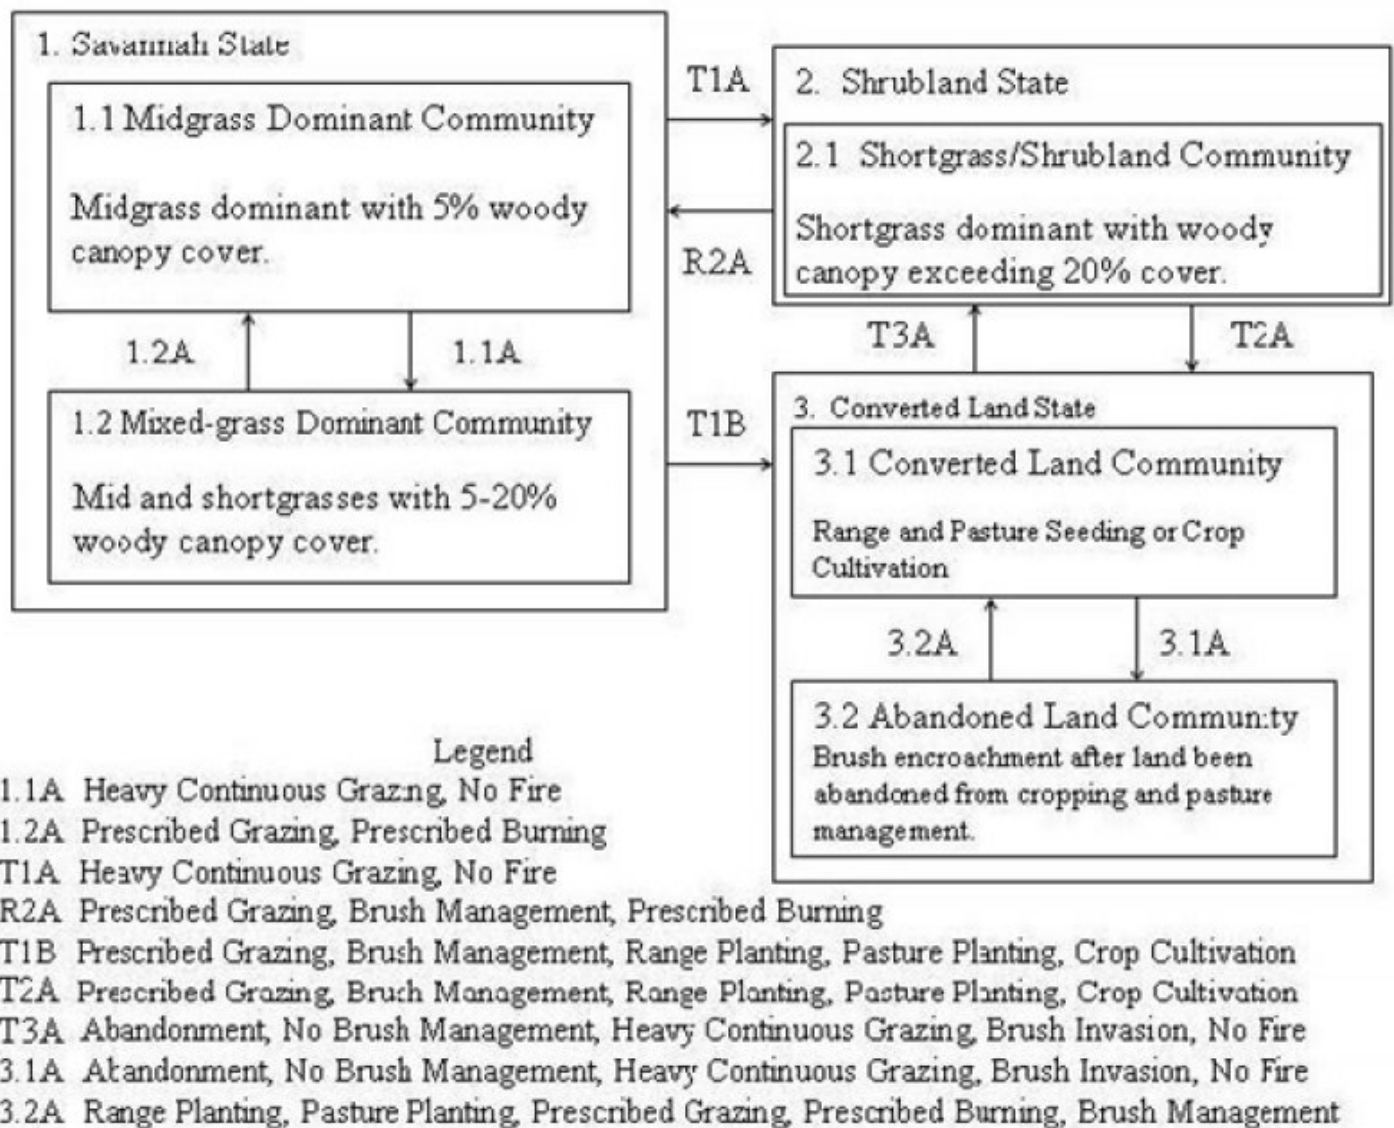 1. Savannah State
1.1 Midgrass Dominant Community
Midgrass dominant with 5% woody
canopy cover.
1.2A
1.1A
1.2 Mixed-grass Dominant Community
Mid and shortgrasses with 5-20%
woody canopy cover.
T1A
R2A
T1B
2. Shrubland State
2.1 Shortgrass/Shrubland Community
Shortgrass dominant with woody
canopy exceeding 20% cover.
T3A
T2A
3. Converted Land State
3.1 Converted Land Community
Range and Pasture Seeding or Crop
Cultivation
3.2A
3.1A
3.2 Abandoned Land Community
Brush encroachment after land been
abandoned from cropping and pasture
management.
Legend
1.1A Heavy Continuous Grazing, No Fire
1.2A Prescribed Grazing, Prescribed Burning
T1A Heavy Continuous Grazing, No Fire
R2A Prescribed Grazing, Brush Management, Prescribed Burning
T1B Prescribed Grazing, Brush Management, Range Planting, Pasture Planting, Crop Cultivation
T2A Prescribed Grazing, Brush Management, Range Planting, Pasture Planting, Crop Cultivation
T3A Abandonment, No Brush Management, Heavy Continuous Grazing, Brush Invasion, No Fire
3.1A Abandonment, No Brush Management, Heavy Continuous Grazing, Brush Invasion, No Fire
3.2A Range Planting, Pasture Planting, Prescribed Grazing, Prescribed Burning, Brush Management